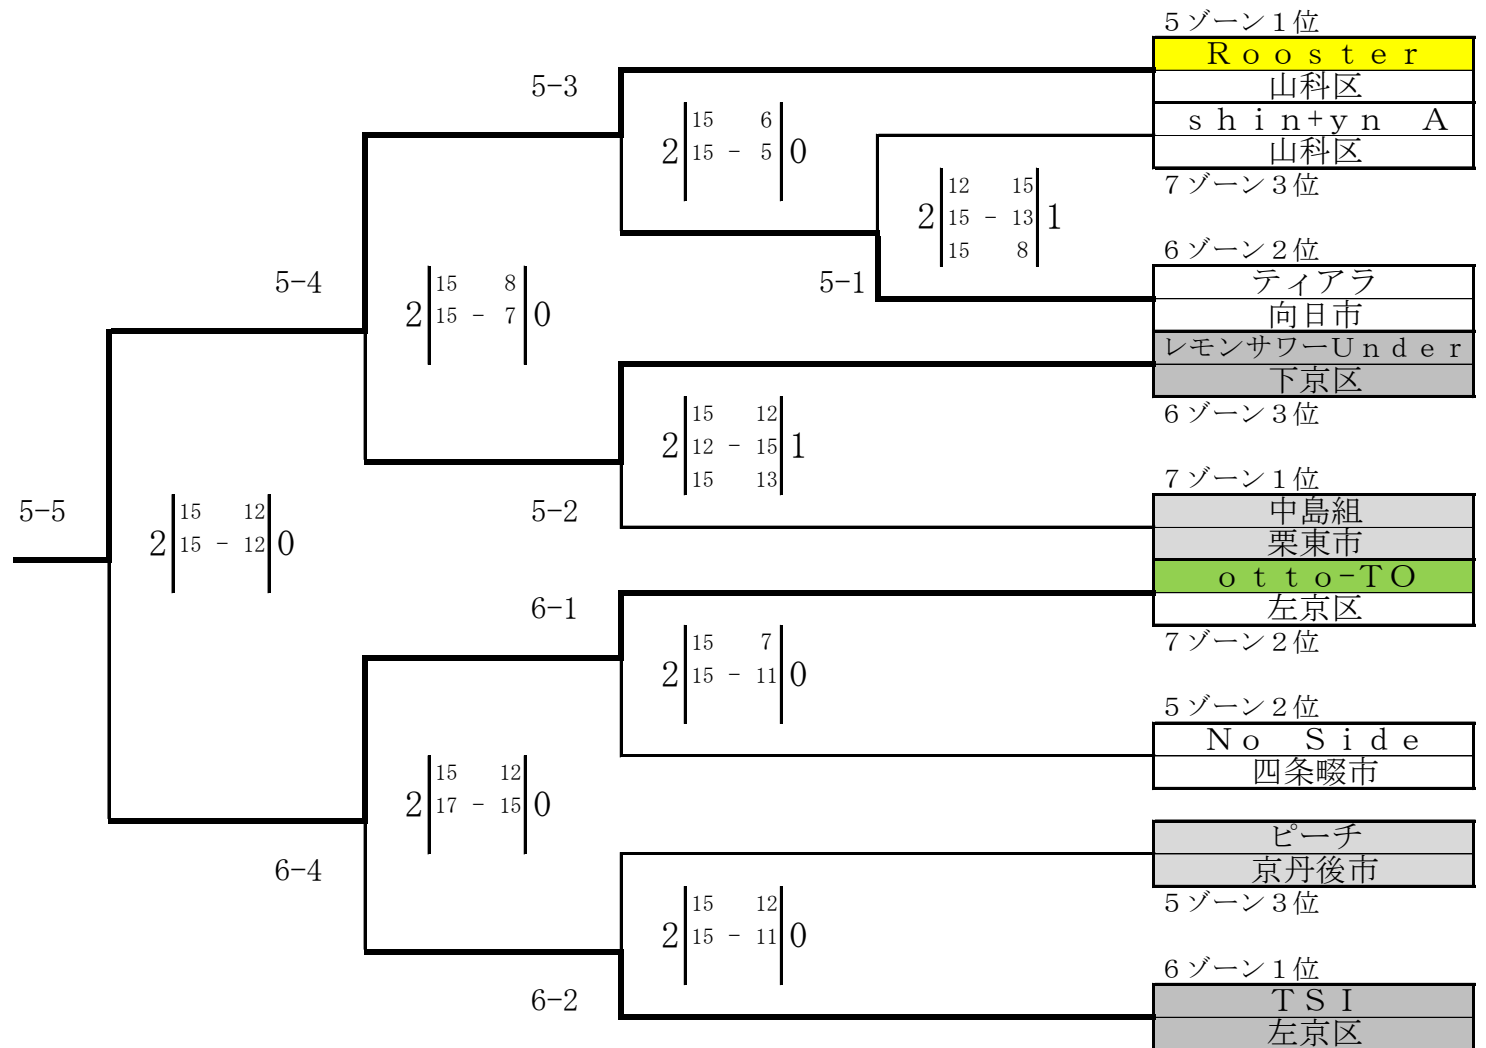 5ゾーン1位
Rooster
5-3
山科区
15 6
shin+yn A
2 15 - 5 0
山科区
12 15
7ゾーン3位
2 15 - 13 1
15 8
6ゾーン2位
5-4
15 8
5-1
ティアラ
2 15 - 7 0
向日市
レモンサワーUnder
下京区
15 12
6ゾーン3位
2 12 - 15 1
15 13
7ゾーン1位
5-5
15 12
5-2
中島組
2 15 - 12 0
栗東市
otto-TO
6-1
左京区
15 7
7ゾーン2位
2 15 - 11 0
5ゾーン2位
No Side
15 12
四条畷市
2 17 - 15 0
ピーチ
6-4
京丹後市
15 12
5ゾーン3位
2 15 - 11 0
6ゾーン1位
6-2
TSI
左京区